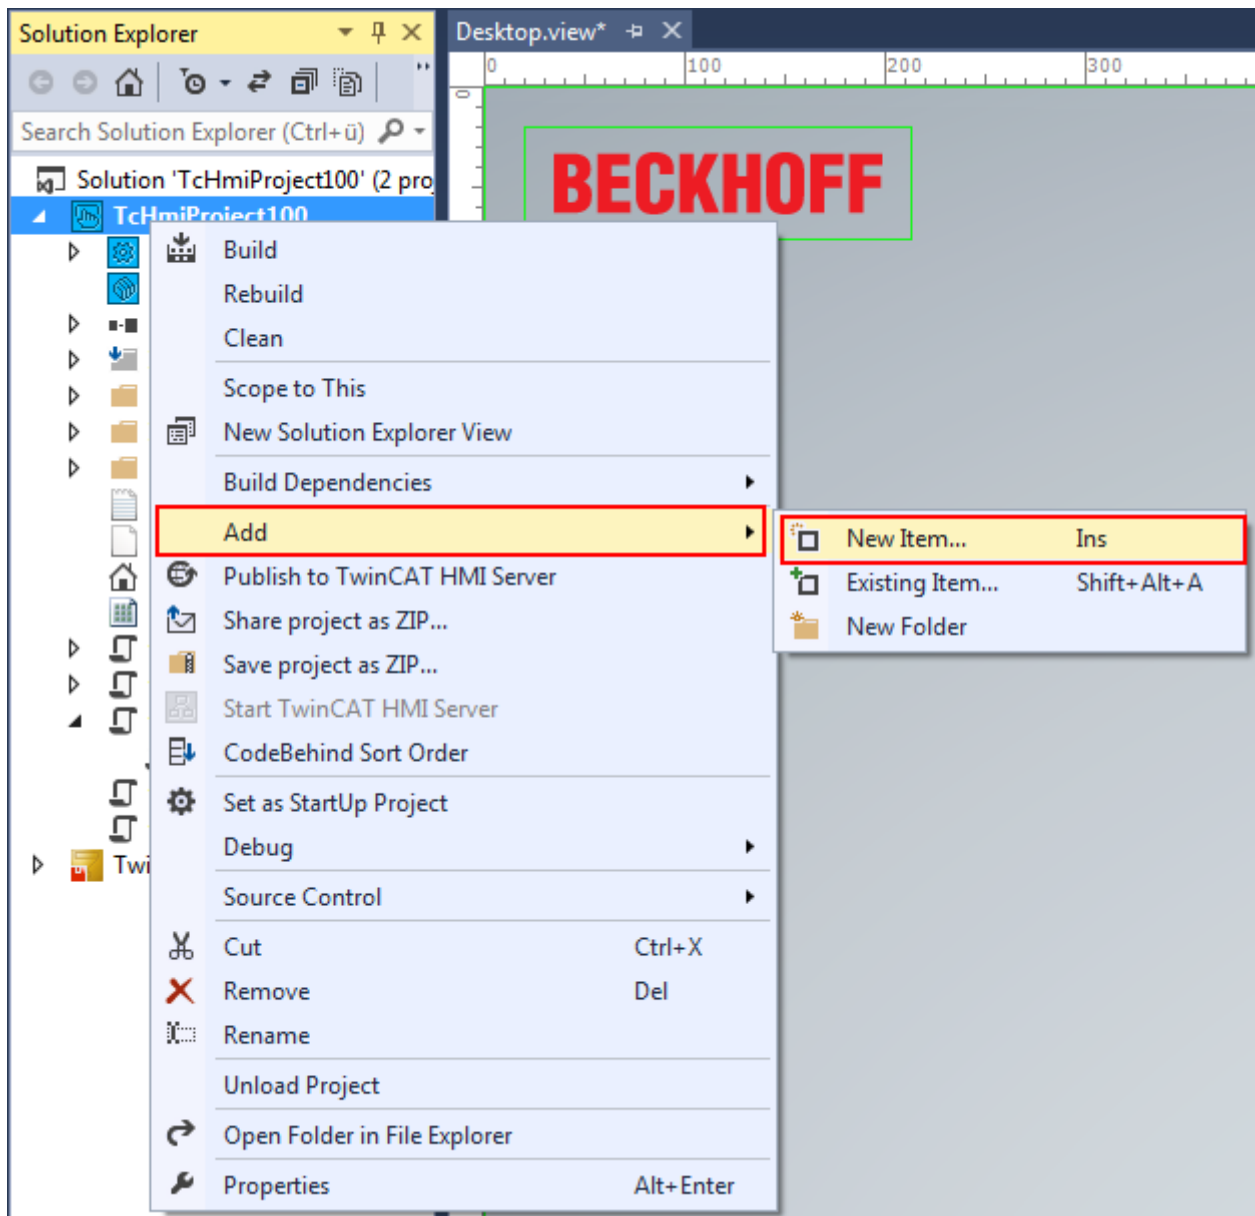 Solution Explorer
Desktop.view*
0 100 200 300
0
Search Solution Explorer (Ctrl+ü)
Solution 'TcHmiProject100' (2 pro
TcHmiProject100
BECKHOFF
Build
Rebuild
Clean
Scope to This
New Solution Explorer View
Build Dependencies
Add
New Item... Ins
Publish to TwinCAT HMI Server
Existing Item... Shift+Alt+A
Share project as ZIP...
New Folder
Save project as ZIP...
Start TwinCAT HMI Server
CodeBehind Sort Order
Set as StartUp Project
Debug
Twi
Source Control
Cut Ctrl+X
Remove Del
Rename
Unload Project
Open Folder in File Explorer
Properties Alt+Enter